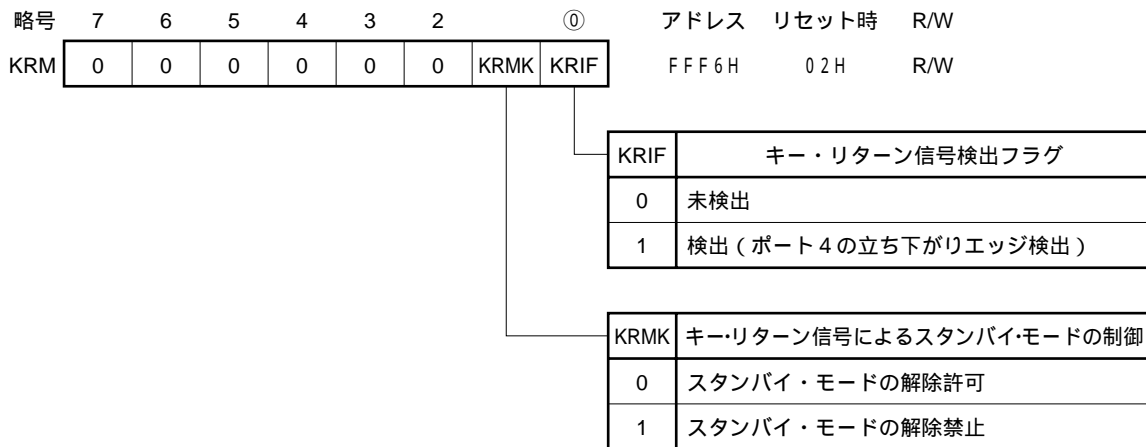 略号 7 6 5 4 3 2 ⓪ アドレス リセット時 R/W
KRM 0 0 0 0 0 0 KRMK KRIF FFF6H 02H R/W
KRIF キー・リターン信号検出フラグ
0 未検出
1 検出（ポート4の立ち下がりエッジ検出）
KRMK キー・リターン信号によるスタンバイ・モードの制御
0 スタンバイ・モードの解除許可
1 スタンバイ・モードの解除禁止